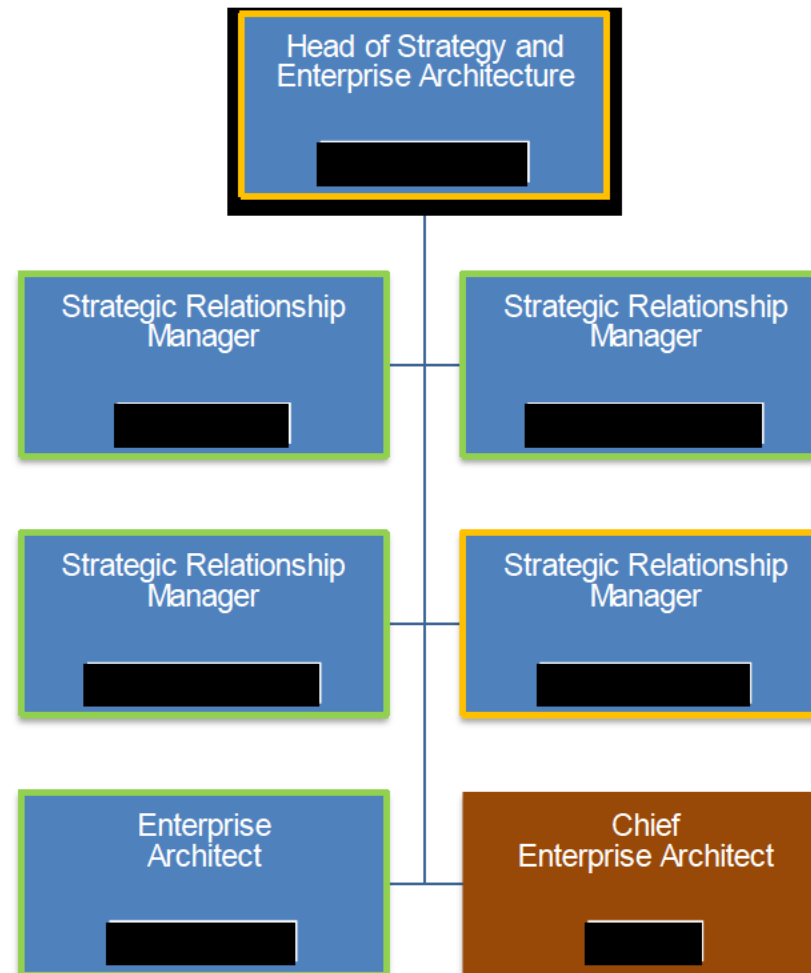 Head of Strategy and
Enterprise Architecture
Strategic Relationship
Manager
Strategic Relationship
Manager
Strategic Relationship
Manager
Strategic Relationship
Manager
Enterprise
Architect
Chief
Enterprise Architect